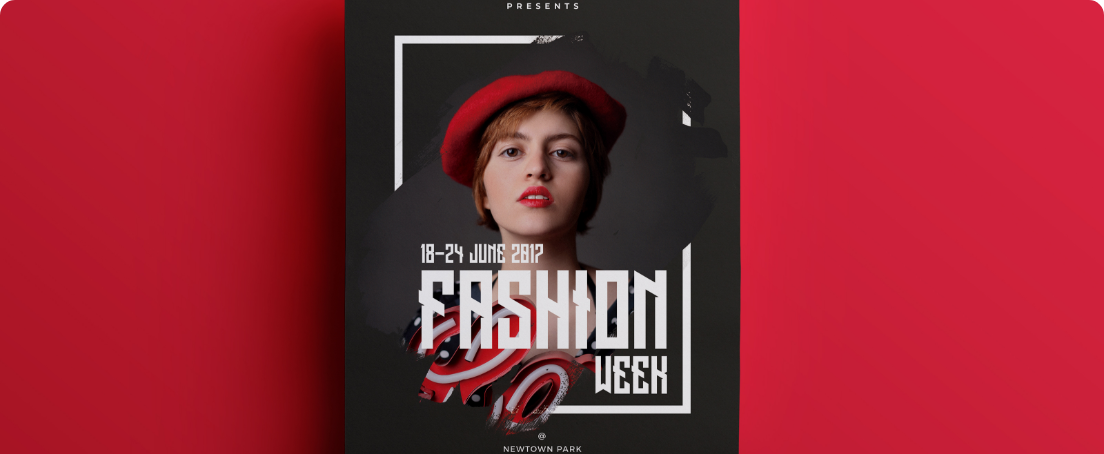 PRESENTS
18-24 JUNE 2017
FASHION
WEEK
@
NEWTOWN PARK